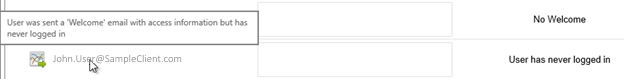 User was sent a 'Welcome' email with access information but has
never logged in
No Welcome
John.User@SampleClient.com
User has never logged in